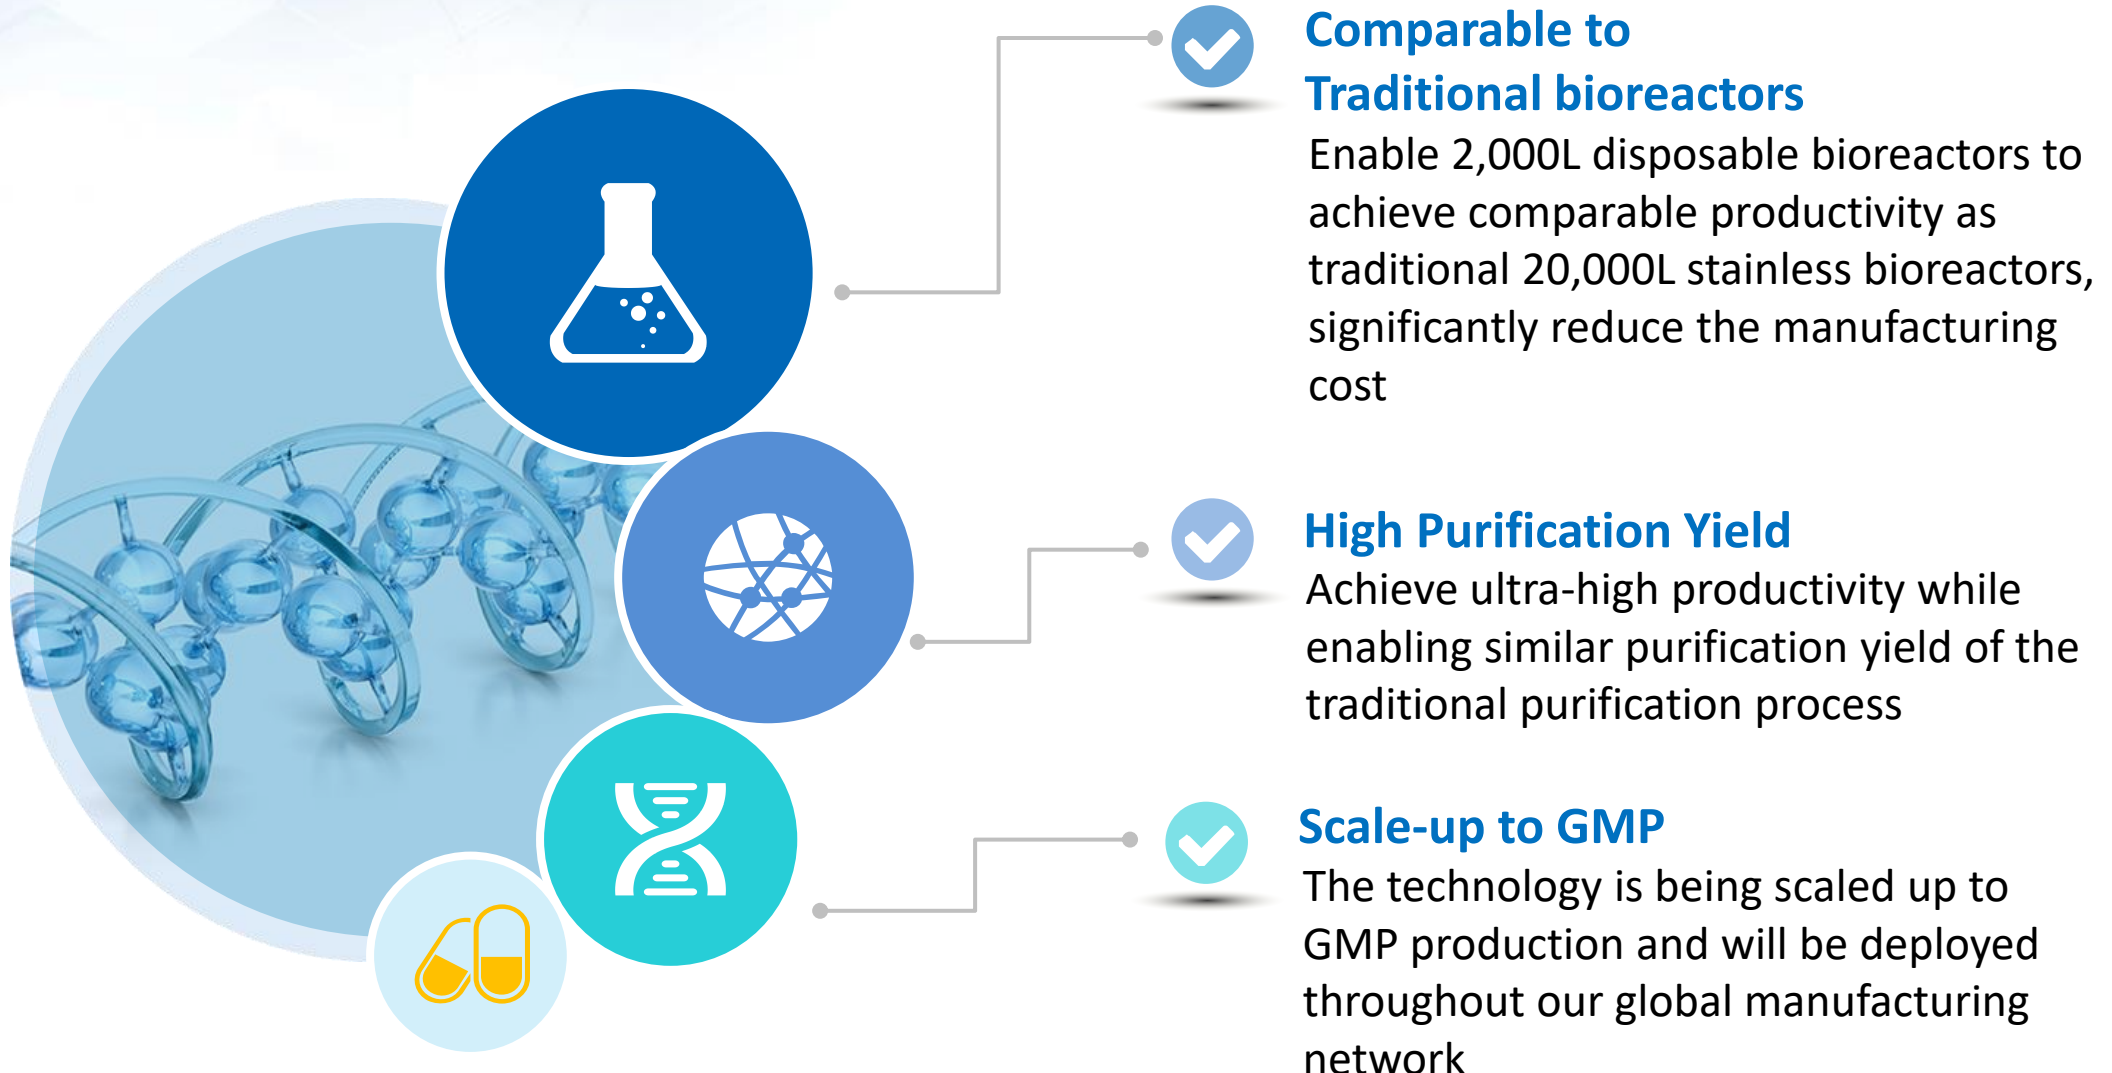 Comparable to
Traditional bioreactors
Enable 2,000L disposable bioreactors to
achieve comparable productivity as
traditional 20,000L stainless bioreactors,
significantly reduce the manufacturing
cost
High Purification Yield
Achieve ultra-high productivity while
enabling similar purification yield of the
traditional purification process
Scale-up to GMP
The technology is being scaled up to
GMP production and will be deployed
throughout our global manufacturing
network